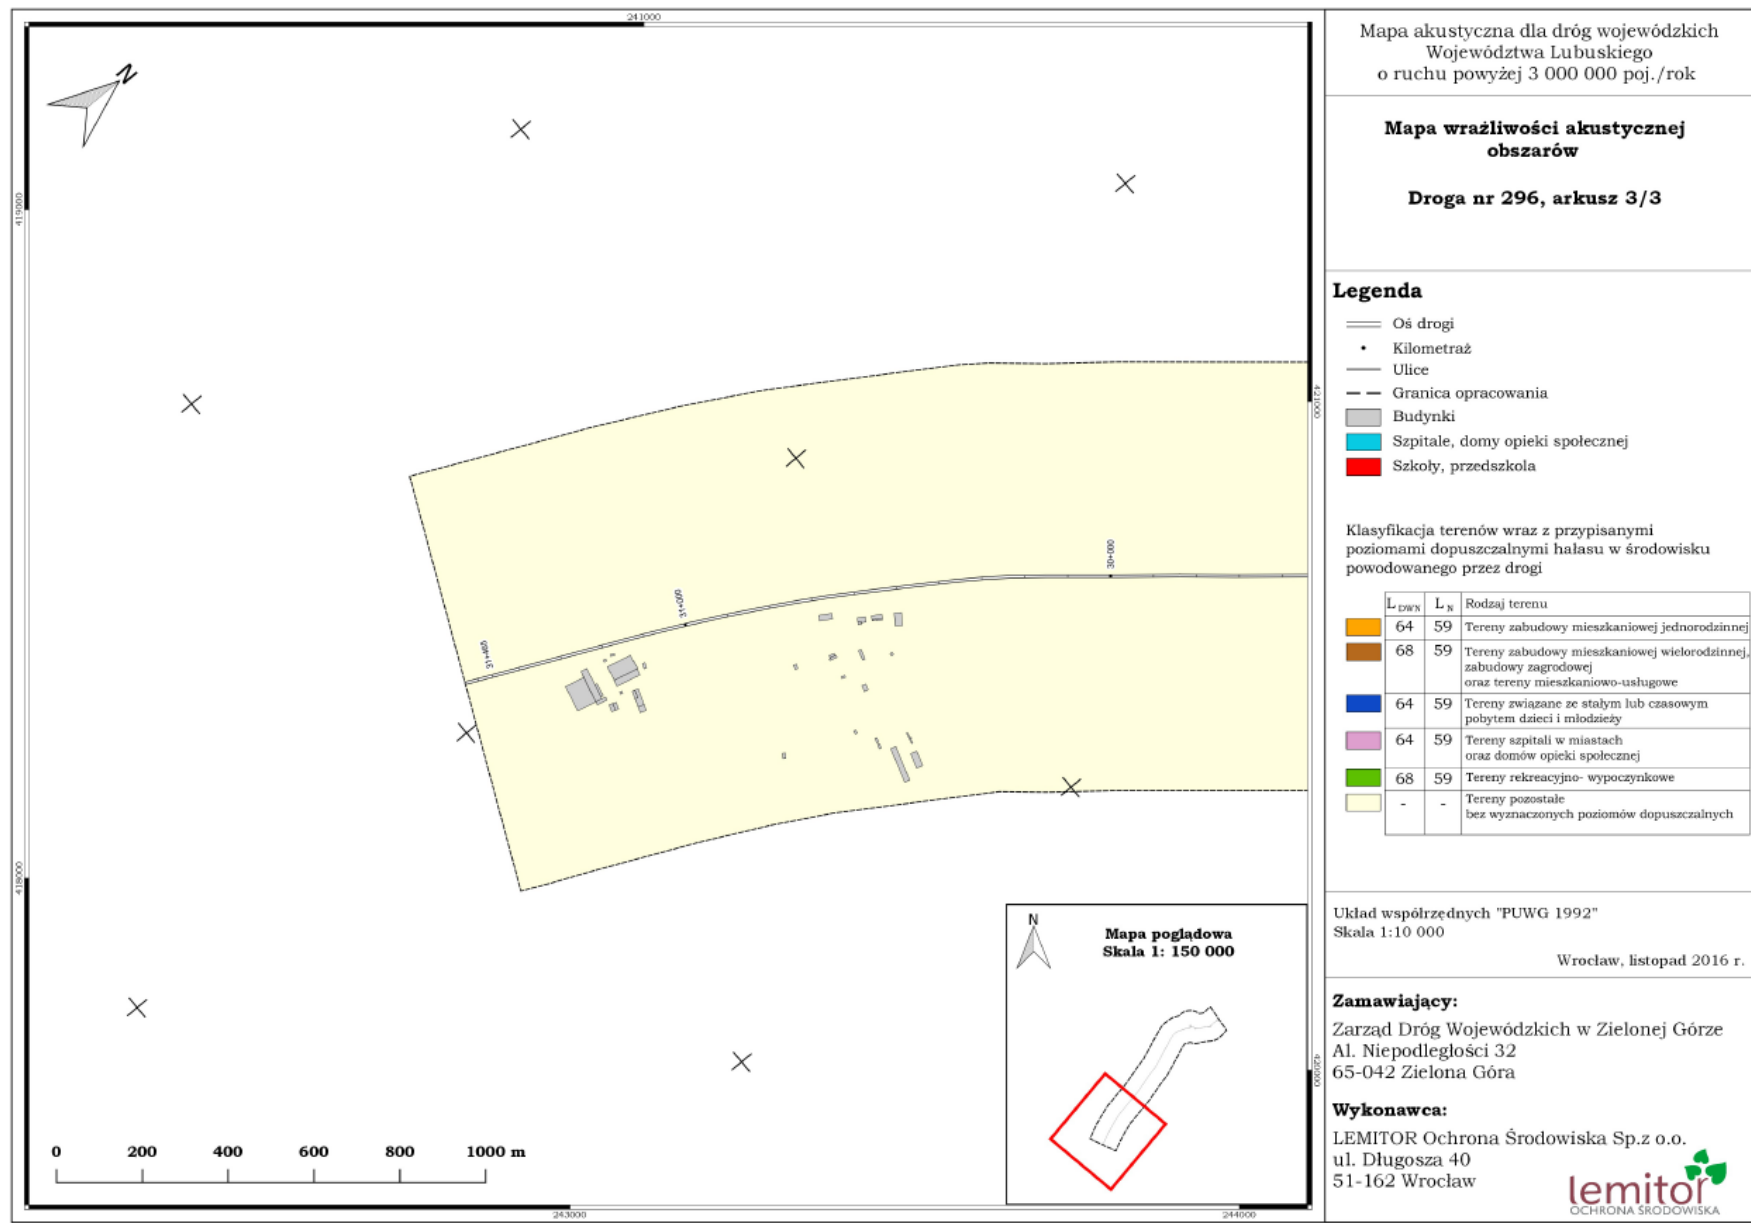 241000
N
419000
421000
30+000
31+000
31+465
418000
420000
0 200 400 600 800 1000 m
243000
244000
N
Mapa poglądowa
Skala 1: 150 000
Mapa akustyczna dla dróg wojewódzkich
Województwa Lubuskiego
o ruchu powyżej 3 000 000 poj./rok
Mapa wrażliwości akustycznej
obszarów
Droga nr 296, arkusz 3/3
Legenda
Oś drogi
Kilometraż
Ulice
Granica opracowania
Budynki
Szpitale, domy opieki społecznej
Szkoły, przedszkola
Klasyfikacja terenów wraz z przypisanymi
poziomami dopuszczalnymi hałasu w środowisku
powodowanego przez drogi
L DWN L N Rodzaj terenu
64 59 Tereny zabudowy mieszkaniowej jednorodzinnej
68 59 Tereny zabudowy mieszkaniowej wielorodzinnej,
zabudowy zagrodowej
oraz tereny mieszkaniowo-usługowe
64 59 Tereny związane ze stałym lub czasowym
pobytem dzieci i młodzieży
64 59 Tereny szpitali w miastach
oraz domów opieki społecznej
68 59 Tereny rekreacyjno- wypoczynkowe
- - Tereny pozostałe
bez wyznaczonych poziomów dopuszczalnych
Układ współrzędnych "PUWG 1992"
Skala 1:10 000
Wrocław, listopad 2016 r.
Zamawiający:
Zarząd Dróg Wojewódzkich w Zielonej Górze
Al. Niepodległości 32
65-042 Zielona Góra
Wykonawca:
LEMITOR Ochrona Środowiska Sp.z o.o.
ul. Długosza 40
51-162 Wrocław
lemitor
OCHRONA ŚRODOWISKA